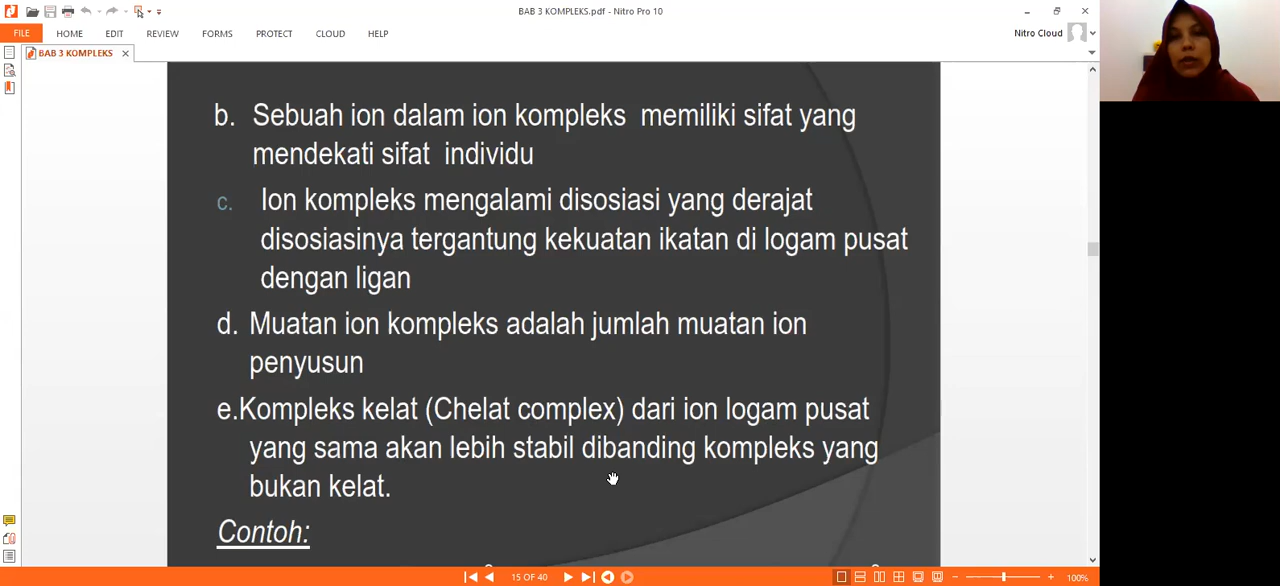 BAB 3 KOMPLEKS.pdf - Nitro Pro 10
FILE HOME EDIT REVIEW FORMS PROTECT CLOUD HELP
Nitro Cloud
BAB 3 KOMPLEKS
b. Sebuah ion dalam ion kompleks memiliki sifat yang
mendekati sifat individu
c. Ion kompleks mengalami disosiasi yang derajat
disosiasinya tergantung kekuatan ikatan di logam pusat
dengan ligan
d. Muatan ion kompleks adalah jumlah muatan ion
penyusun
e.Kompleks kelat (Chelat complex) dari ion logam pusat
yang sama akan lebih stabil dibanding kompleks yang
bukan kelat.
Contoh:
15 OF 40
100%